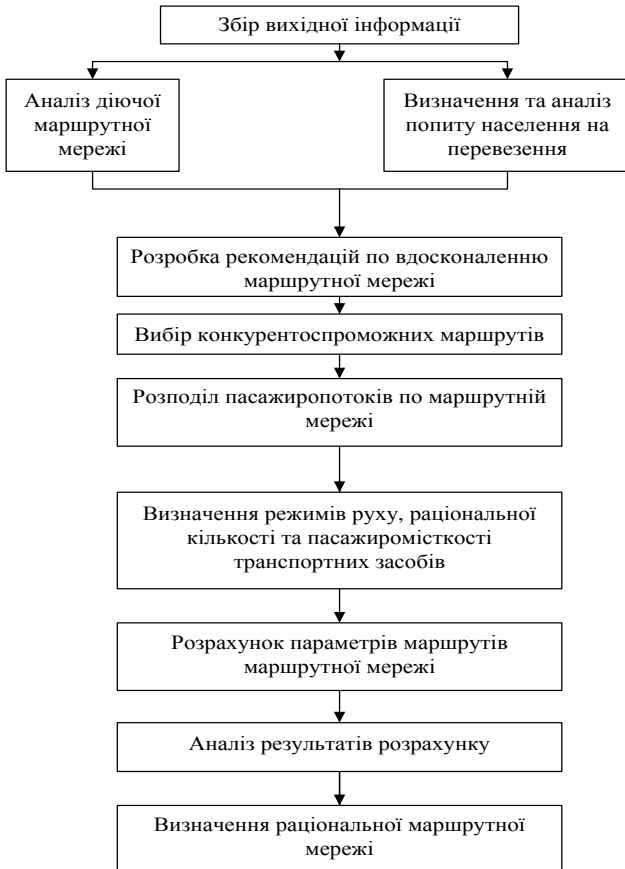 Збір вихідної інформації
Аналіз діючої
маршрутної
мережі
Визначення та аналіз
попиту населення на
перевезення
Розробка рекомендацій по вдосконаленню
маршрутної мережі
Вибір конкурентоспроможних маршрутів
Розподіл пасажиропотоків по маршрутній
мережі
Визначення режимів руху, раціональної
кількості та пасажиромісткості
транспортних засобів
Розрахунок параметрів маршрутів
маршрутної мережі
Аналіз результатів розрахунку
Визначення раціональної маршрутної
мережі